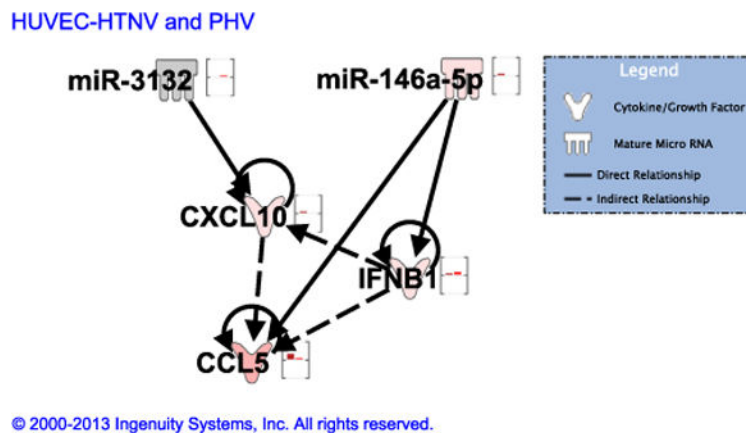 HUVEC-HTNV and PHV
miR-3132
miR-146a-5p
Legend
Cytokine/Growth Factor
Mature Micro RNA
Direct Relationship
Indirect Relationship
CXCL10
IFNB1
CCL5
© 2000-2013 Ingenuity Systems, Inc. All rights reserved.